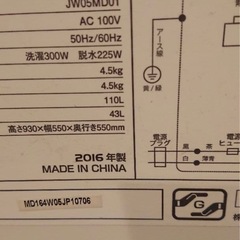 JW05MD01
AC 100V
50Hz/60Hz
洗濯300W 脱水225W
4.5kg
4.5kg
110L
43L
高さ930×幅550×奥行き550mm
2016 年製
MADE IN CHINA
MD164W05JP10706
アース線
黄/緑
電源プラグ
電源ヒュー
黒
茶
白
薄青
G